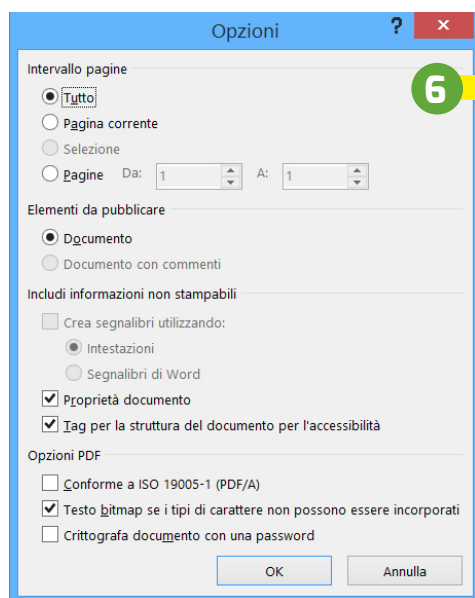 Opzioni
?
×
Intervallo pagine
6
Tutto
Pagina corrente
Selezione
Pagine Da: 1 A: 1
Elementi da pubblicare
Documento
Documento con commenti
Includi informazioni non stampabili
Crea segnalibri utilizzando:
Intestazioni
Segnalibri di Word
Proprietà documento
Tag per la struttura del documento per l'accessibilità
Opzioni PDF
Conforme a ISO 19005-1 (PDF/A)
Testo bitmap se i tipi di carattere non possono essere incorporati
Crittografa documento con una password
OK Annulla